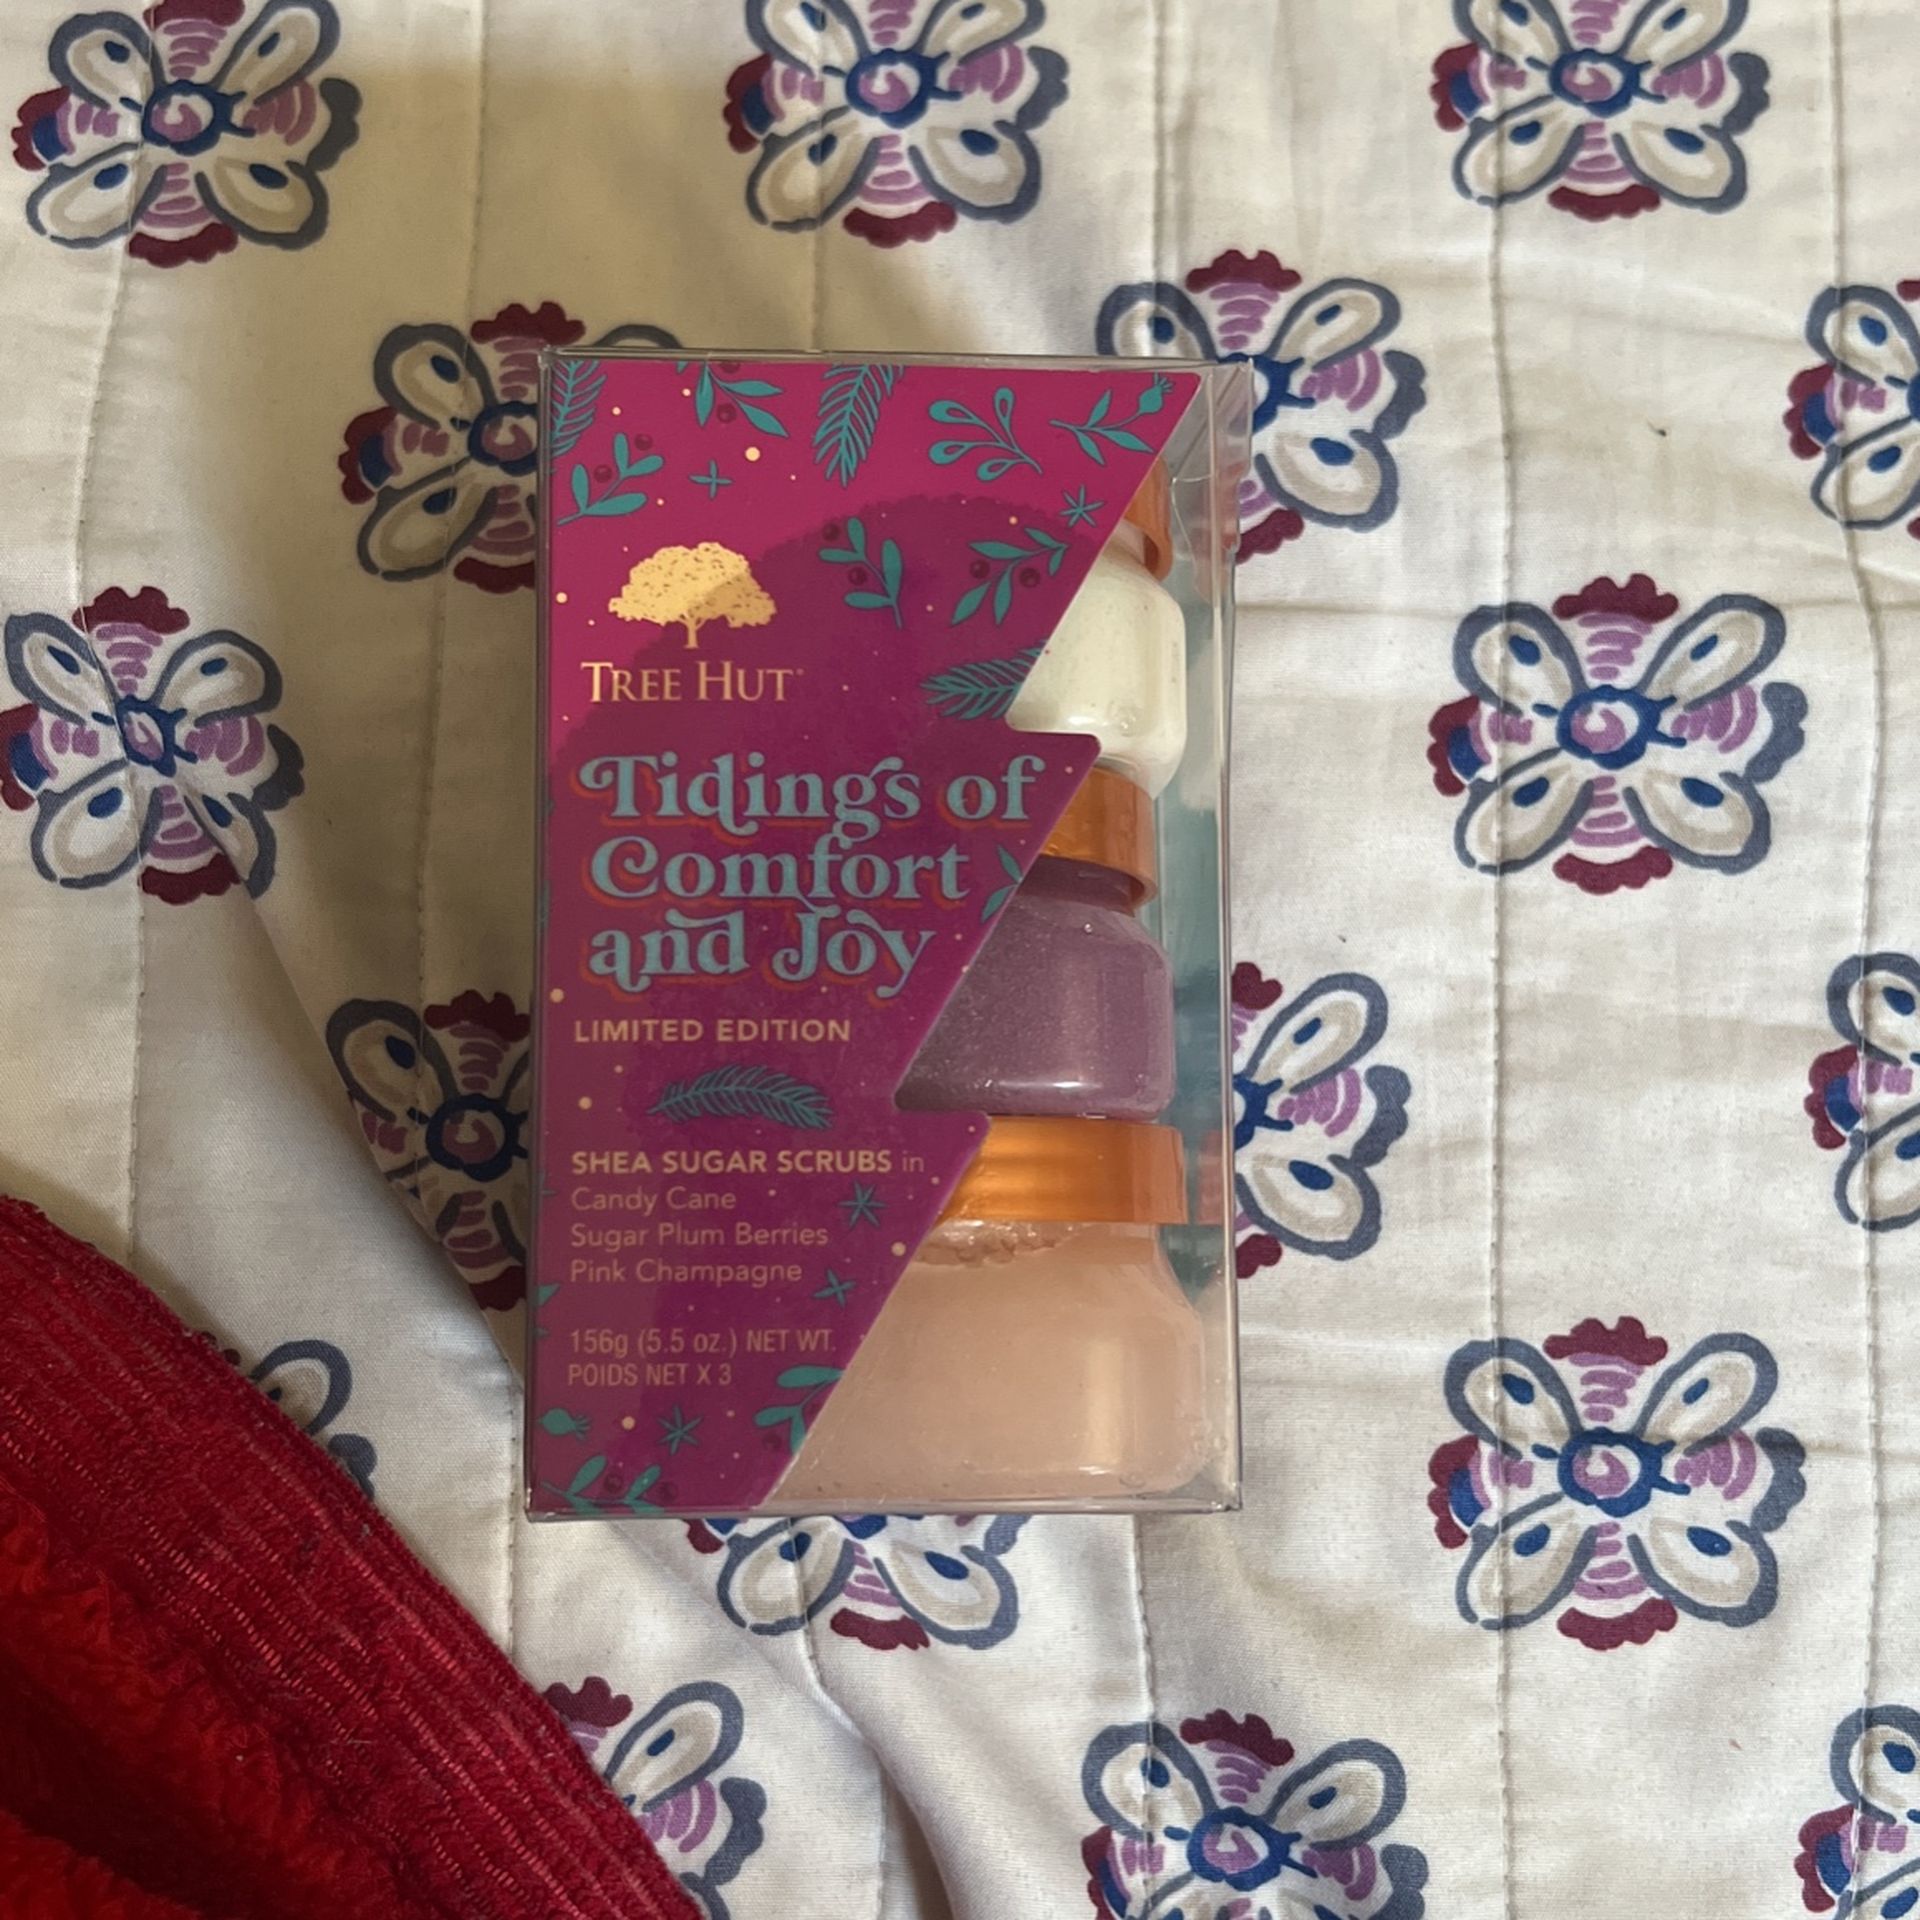 TREE HUT
Tidings of
Comfort
and Joy
LIMITED EDITION
SHEA SUGAR SCRUBS in
Candy Cane
Sugar Plum Berries
Pink Champagne
156g (5.5 oz.) NET WT.
POIDS NET X 3